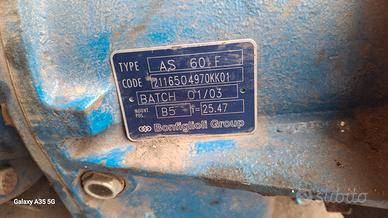 TYPE AS 60 F
CODE 2116504970KK01
BATCH 01/03
MOUNT. POS. B5 i= 25.47
Bonfiglioli Group
Galaxy A35 5G
subito